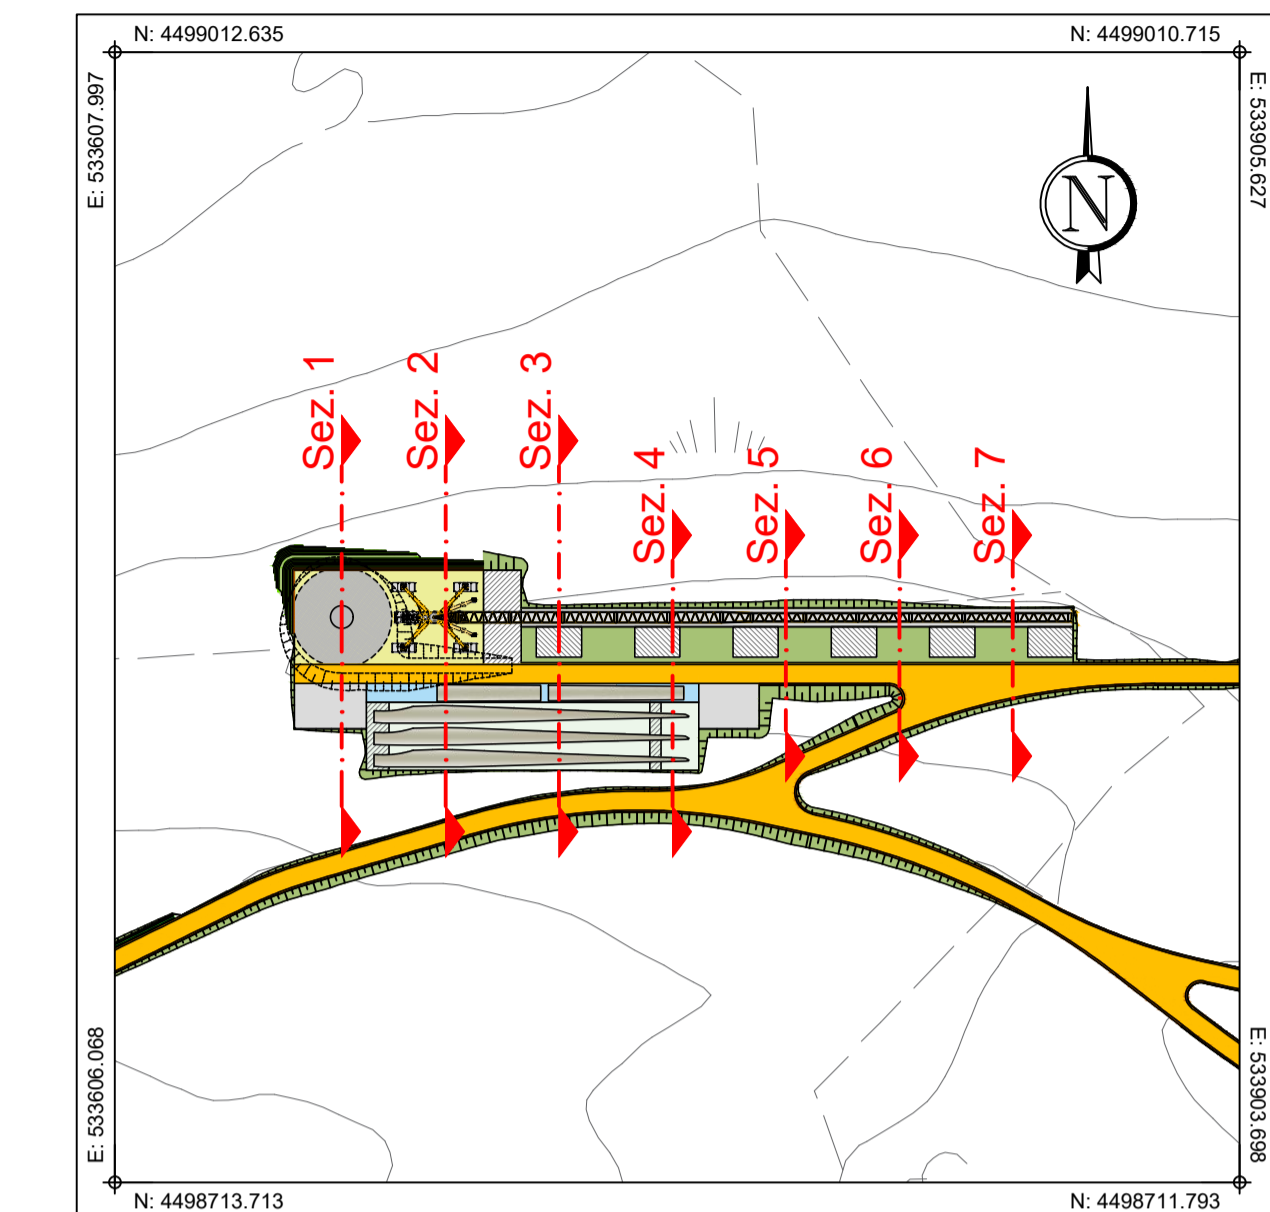 N: 4499012.635
N: 4499010.715
E: 533607.997
E: 533905.627
N
Sez. 1
Sez. 2
Sez. 3
Sez. 4
Sez. 5
Sez. 6
Sez. 7
E: 533606.068
E: 533903.698
N: 4498713.713
N: 4498711.793